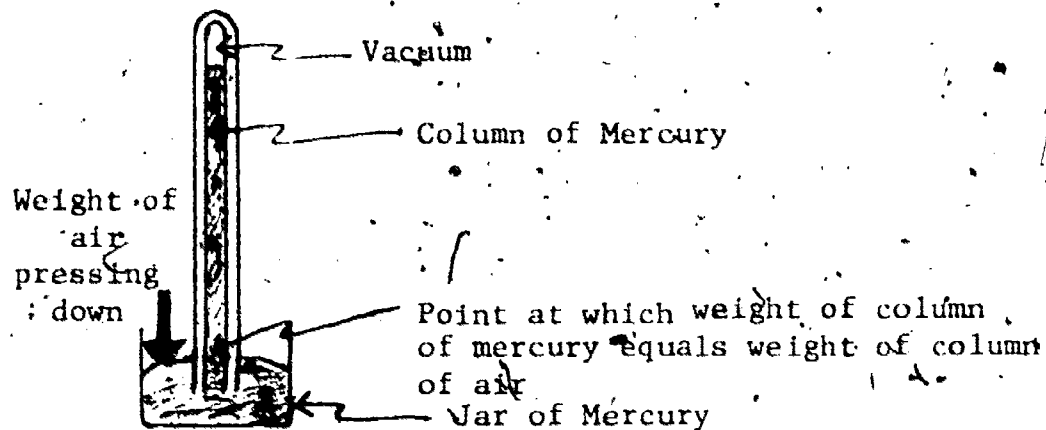 Vacuum
Column of Mercury
Weight of
air
pressing
down
Point at which weight of column
of mercury equals weight of column
of air
Jar of Mercury